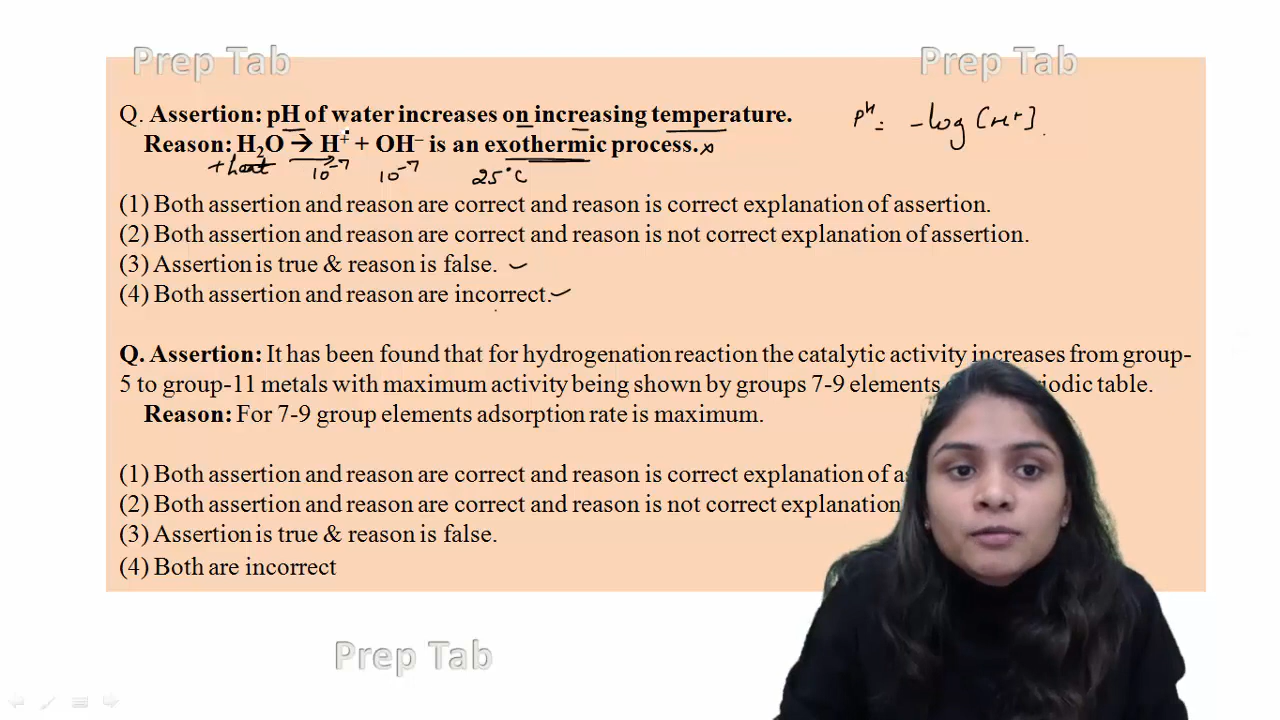 Prep Tab Prep Tab
Q. Assertion: pH of water increases on increasing temperature.
pH = -log [H+].
Reason: H₂O → H⁺ + OH⁻ is an exothermic process. ×
+heat 10⁻⁷ 10⁻⁷ 25°C
(1) Both assertion and reason are correct and reason is correct explanation of assertion.
(2) Both assertion and reason are correct and reason is not correct explanation of assertion.
(3) Assertion is true & reason is false.
(4) Both assertion and reason are incorrect.
Q. Assertion: It has been found that for hydrogenation reaction the catalytic activity increases from group-
5 to group-11 metals with maximum activity being shown by groups 7-9 elements riodic table.
Reason: For 7-9 group elements adsorption rate is maximum.
(1) Both assertion and reason are correct and reason is correct explanation of as
(2) Both assertion and reason are correct and reason is not correct explanation
(3) Assertion is true & reason is false.
(4) Both are incorrect
Prep Tab